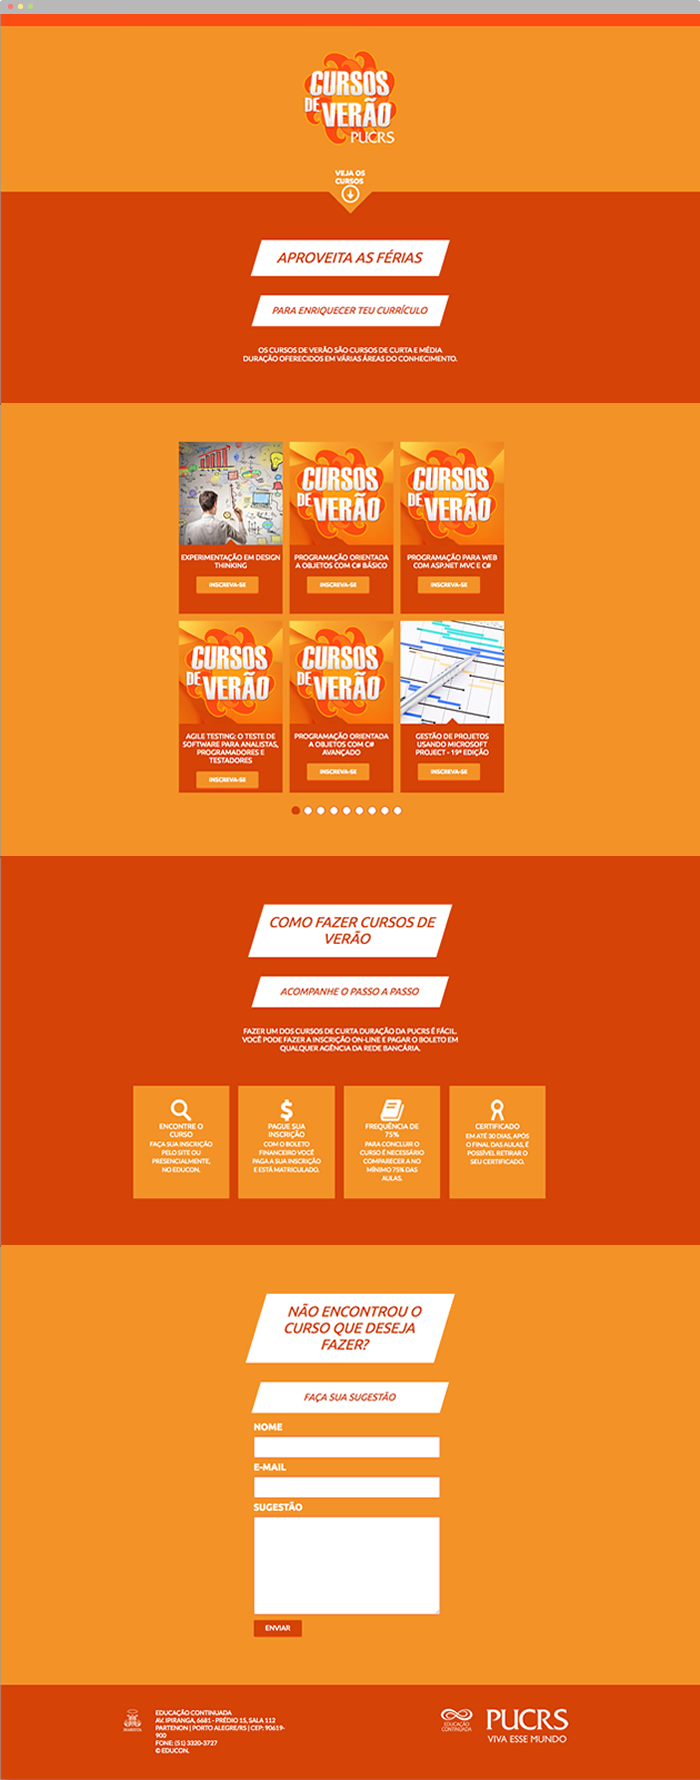 CURSOS
DE VERÃO
PUCRS
VEJA OS
CURSOS
APROVEITA AS FÉRIAS
PARA ENRIQUECER TEU CURRÍCULO
OS CURSOS DE VERÃO SÃO CURSOS DE CURTA E MÉDIA
DURAÇÃO OFERECIDOS EM VÁRIAS ÁREAS DO CONHECIMENTO.
EXPERIMENTAÇÃO EM DESIGN
THINKING
INSCREVA-SE
CURSOS
DE VERÃO
PROGRAMAÇÃO ORIENTADA
A OBJETOS COM C# BÁSICO
INSCREVA-SE
CURSOS
DE VERÃO
PROGRAMAÇÃO PARA WEB
COM ASP.NET MVC E C#
INSCREVA-SE
CURSOS
DE VERÃO
AGILE TESTING: O TESTE DE
SOFTWARE PARA ANALISTAS,
PROGRAMADORES E
TESTADORES
INSCREVA-SE
CURSOS
DE VERÃO
PROGRAMAÇÃO ORIENTADA
A OBJETOS COM C#
AVANÇADO
INSCREVA-SE
GESTÃO DE PROJETOS
USANDO MICROSOFT
PROJECT - 19ª EDIÇÃO
INSCREVA-SE
COMO FAZER CURSOS DE
VERÃO
ACOMPANHE O PASSO A PASSO
FAZER UM DOS CURSOS DE CURTA DURAÇÃO DA PUCRS É FÁCIL.
VOCÊ PODE FAZER A INSCRIÇÃO ON-LINE E PAGAR O BOLETO EM
QUALQUER AGÊNCIA DA REDE BANCÁRIA.
ENCONTRE O
CURSO
FAÇA SUA INSCRIÇÃO
PELO SITE OU
PRESENCIALMENTE,
NO EDUCON.
PAGUE SUA
INSCRIÇÃO
COM O BOLETO
FINANCEIRO VOCÊ
PAGA A SUA INSCRIÇÃO
E ESTÁ MATRICULADO.
FREQUÊNCIA DE
75%
PARA CONCLUIR O
CURSO É NECESSÁRIO
COMPARECER A NO
MÍNIMO 75% DAS
AULAS.
CERTIFICADO
EM ATÉ 30 DIAS, APÓS
O FINAL DAS AULAS, É
POSSÍVEL RETIRAR O
SEU CERTIFICADO.
NÃO ENCONTROU O
CURSO QUE DESEJA
FAZER?
FAÇA SUA SUGESTÃO
NOME
E-MAIL
SUGESTÃO
ENVIAR
MARISTA
EDUCAÇÃO CONTINUADA
AV. IPIRANGA, 6681 - PRÉDIO 15, SALA 112
PARTENON | PORTO ALEGRE/RS | CEP: 90619-
900
FONE: (51) 3320-3727
© EDUCON.
EDUCAÇÃO
CONTINUADA
PUCRS
VIVA ESSE MUNDO